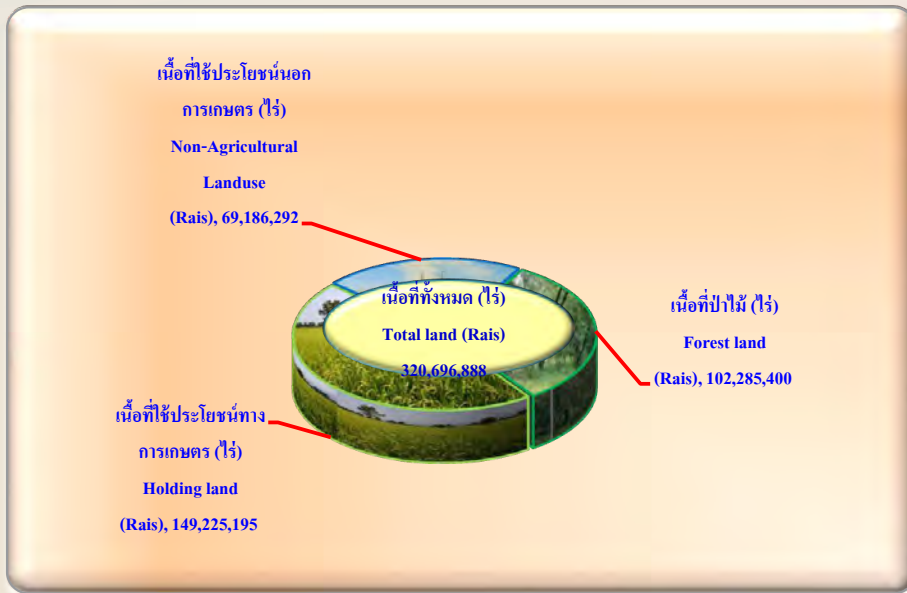 เนื้อที่ใช้ประโยชน์นอก
การเกษตร (ไร่)
Non-Agricultural
Landuse
(Rais), 69,186,292
เนื้อที่ทั้งหมด (ไร่)
Total land (Rais)
320,696,888
เนื้อที่ป่าไม้ (ไร่)
Forest land
(Rais), 102,285,400
เนื้อที่ใช้ประโยชน์ทาง
การเกษตร (ไร่)
Holding land
(Rais), 149,225,195